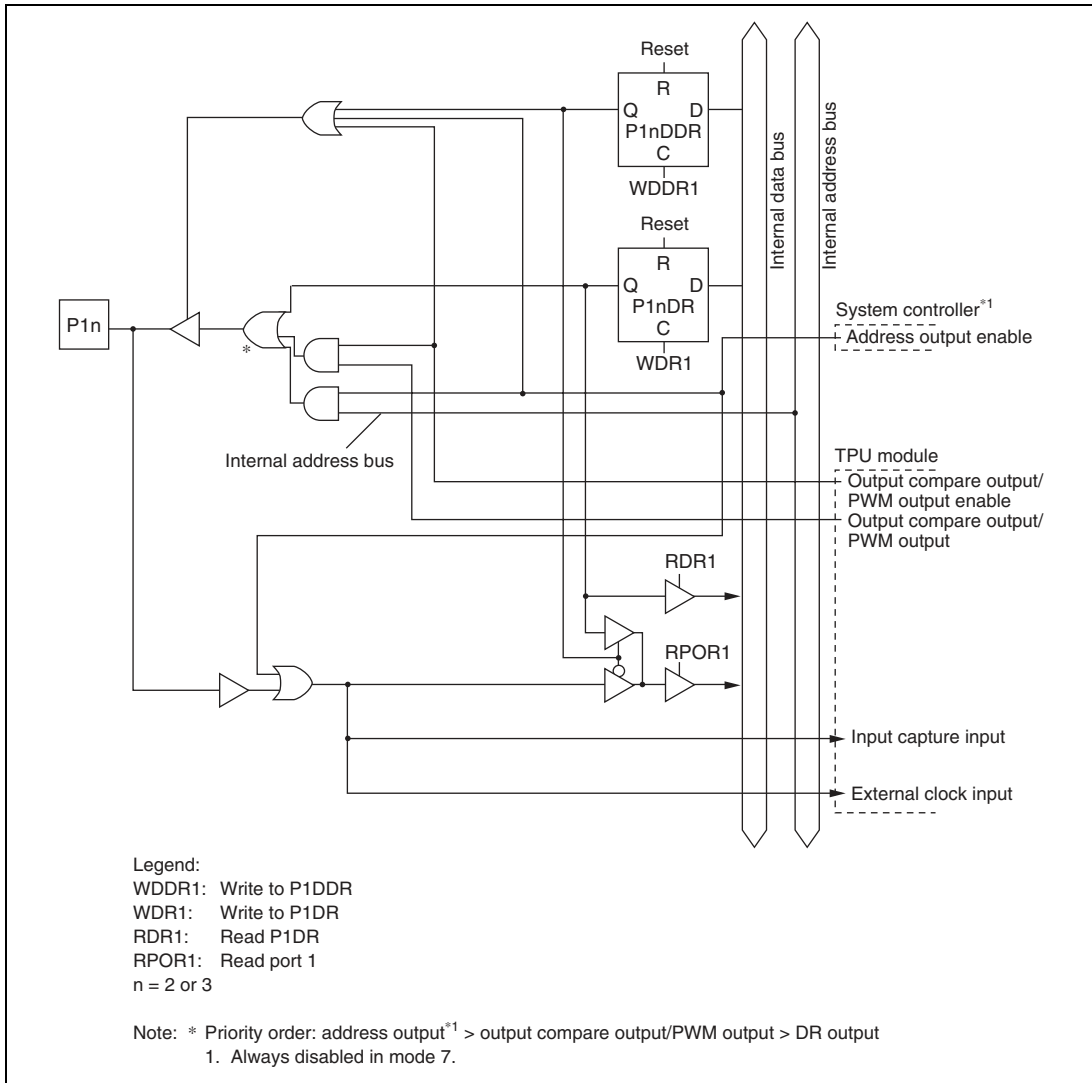 Reset
R
Q D
P1nDDR
C
WDDR1
Reset
R
Q D
P1nDR
C
WDR1
Internal data bus
Internal address bus
P1n
*
System controller*1
Address output enable
Internal address bus
TPU module
Output compare output/
PWM output enable
Output compare output/
PWM output
RDR1
RPOR1
Input capture input
External clock input
Legend:
WDDR1: Write to P1DDR
WDR1: Write to P1DR
RDR1: Read P1DR
RPOR1: Read port 1
n = 2 or 3
Note: * Priority order: address output*1 > output compare output/PWM output > DR output
1. Always disabled in mode 7.